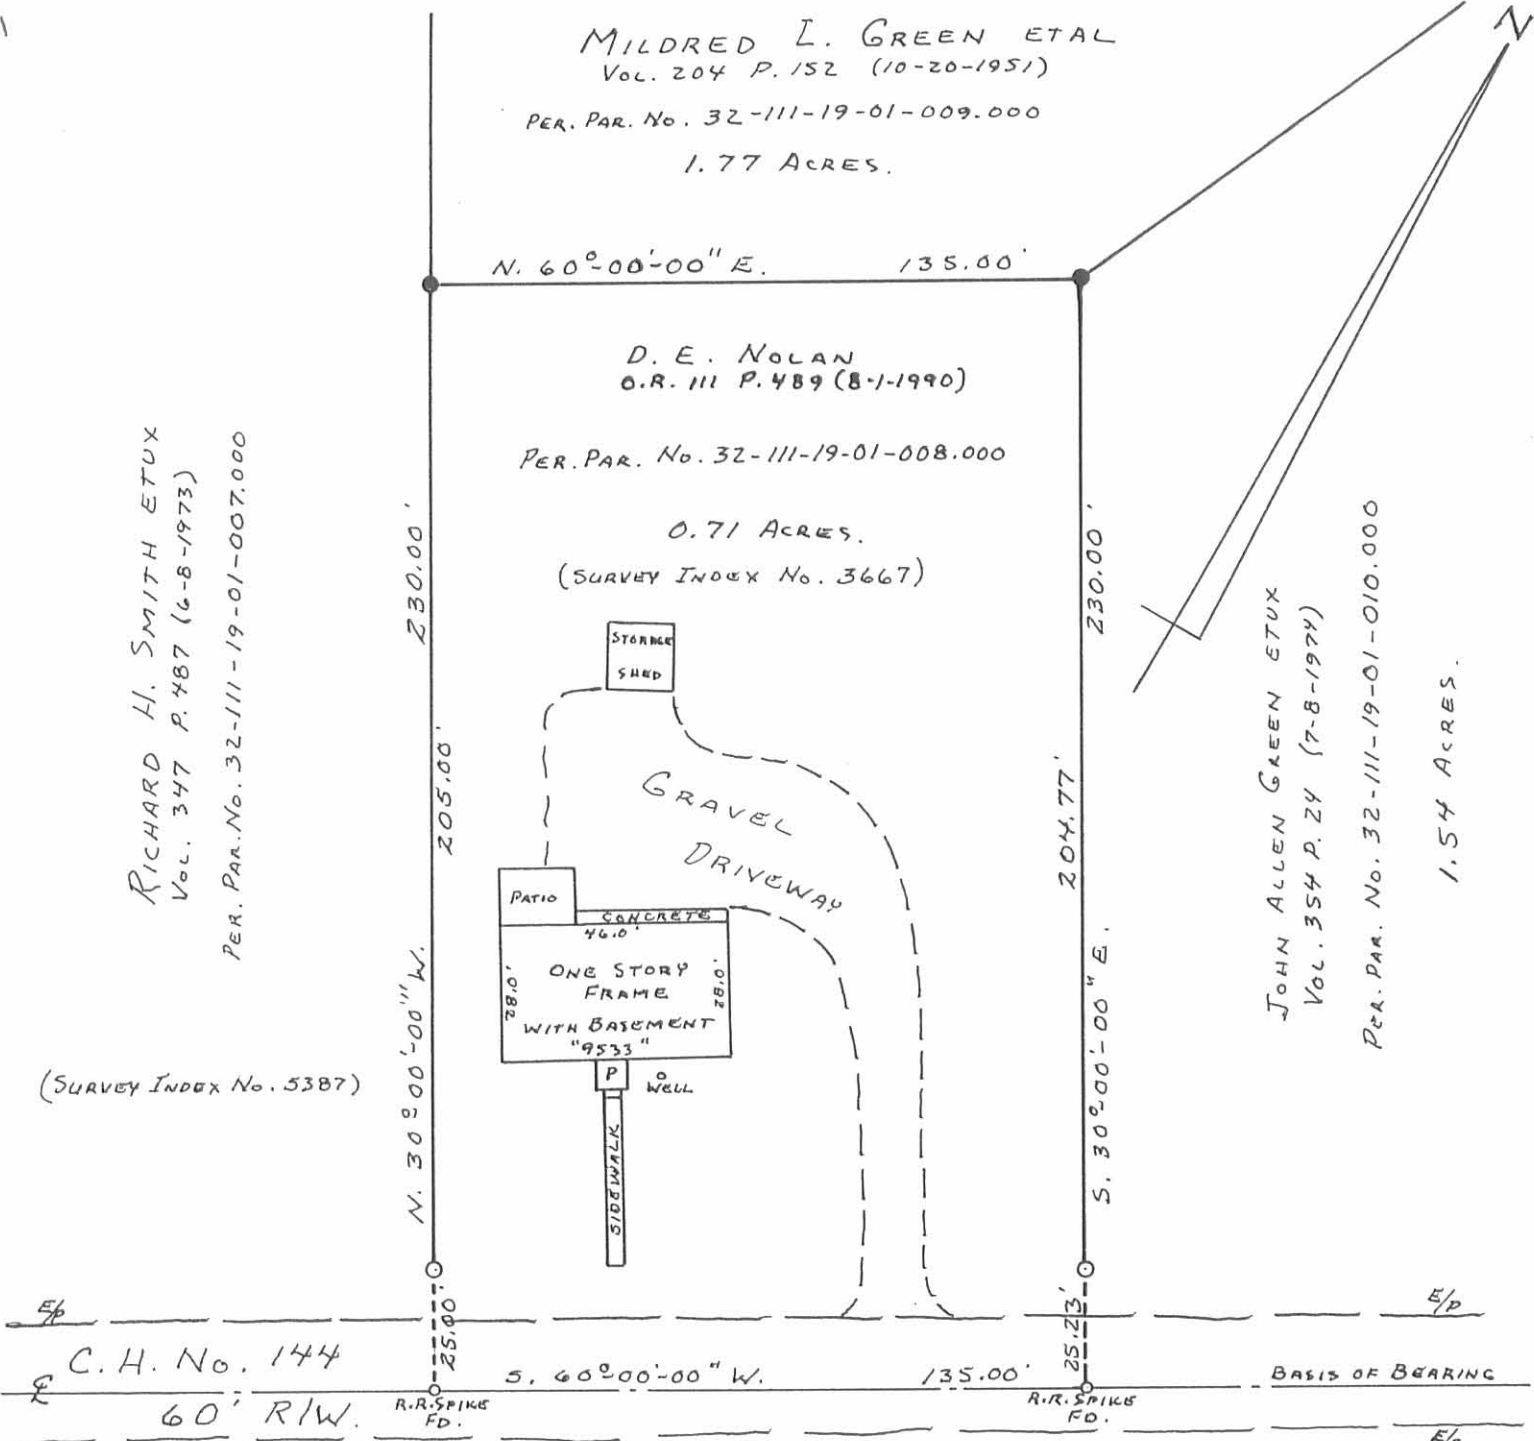 N
MILDRED I. GREEN ETAL
VOL. 204 P. 152 (10-20-1951)
PER. PAR. No. 32-111-19-01-009.000
1.77 ACRES.
N. 60°-00'-00" E. 135.00'
D. E. NOLAN
O.R. 111 P. 489 (8-1-1990)
PER. PAR. No. 32-111-19-01-008.000
0.71 ACRES.
(SURVEY INDEX No. 3667)
RICHARD H. SMITH ETUX
VOL. 347 P. 487 (6-8-1973)
PER. PAR. No. 32-111-19-01-007.000
(SURVEY INDEX No. 5387)
230.00'
205.00'
N. 30°-00'-00" W.
STORAGE
SHED
GRAVEL
DRIVEWAY
PATIO
CONCRETE
46.0'
28.0'
ONE STORY
FRAME
WITH BASEMENT
"9533"
28.0'
P
WELL
SIDEWALK
230.00'
204.77'
S. 30°-00'-00" E.
JOHN ALLEN GREEN ETUX
VOL. 354 P. 24 (7-8-1974)
PER. PAR. No. 32-111-19-01-010.000
1.54 ACRES.
E/P
E/P
25.00'
25.23'
C. H. No. 144
S. 60°-00'-00" W. 135.00'
BASIS OF BEARING
℄
60' R/W.
R.R. SPIKE
FD.
R.R. SPIKE
FD.
E/P